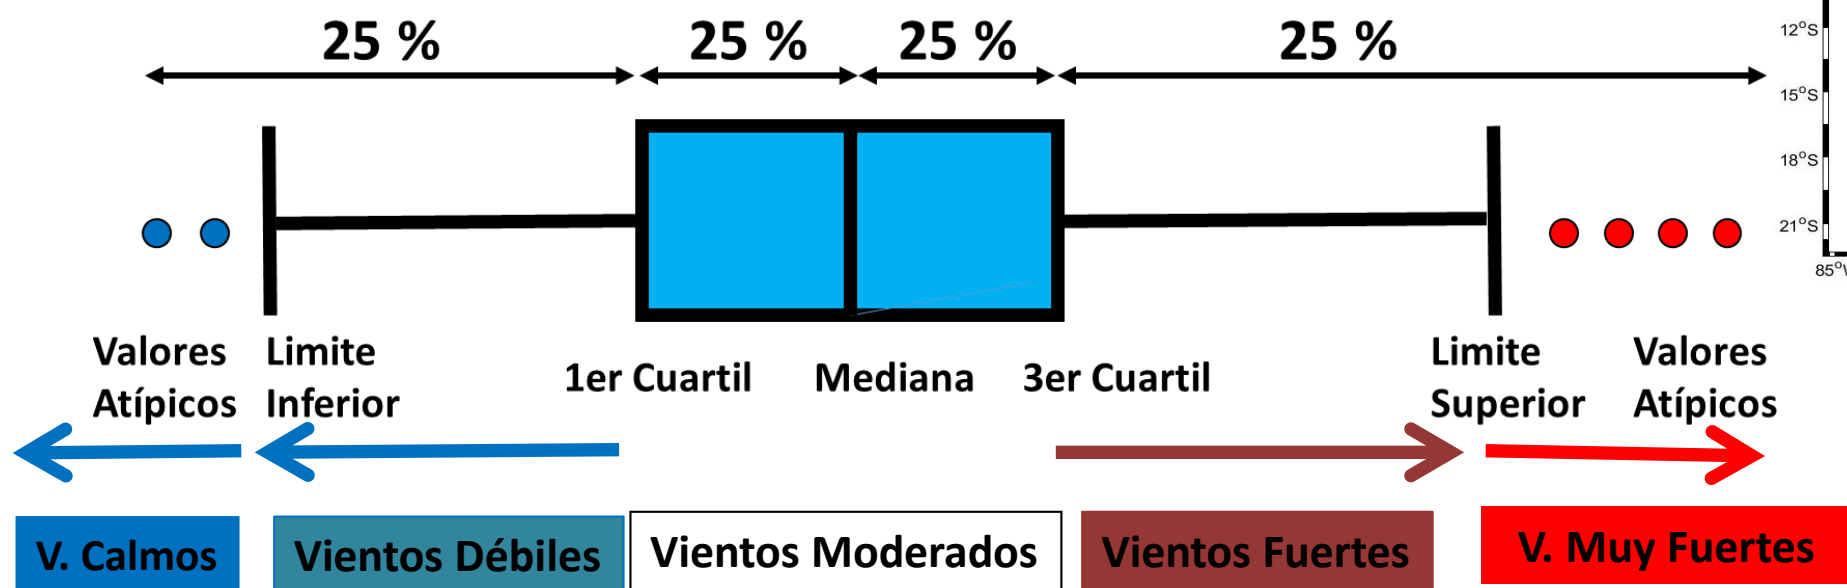 25 % 25 % 25 % 25 %
12°S
15°S
18°S
21°S
85°W
Valores Atípicos
Limite Inferior
1er Cuartil
Mediana
3er Cuartil
Limite Superior
Valores Atípicos
V. Calmos
Vientos Débiles
Vientos Moderados
Vientos Fuertes
V. Muy Fuertes